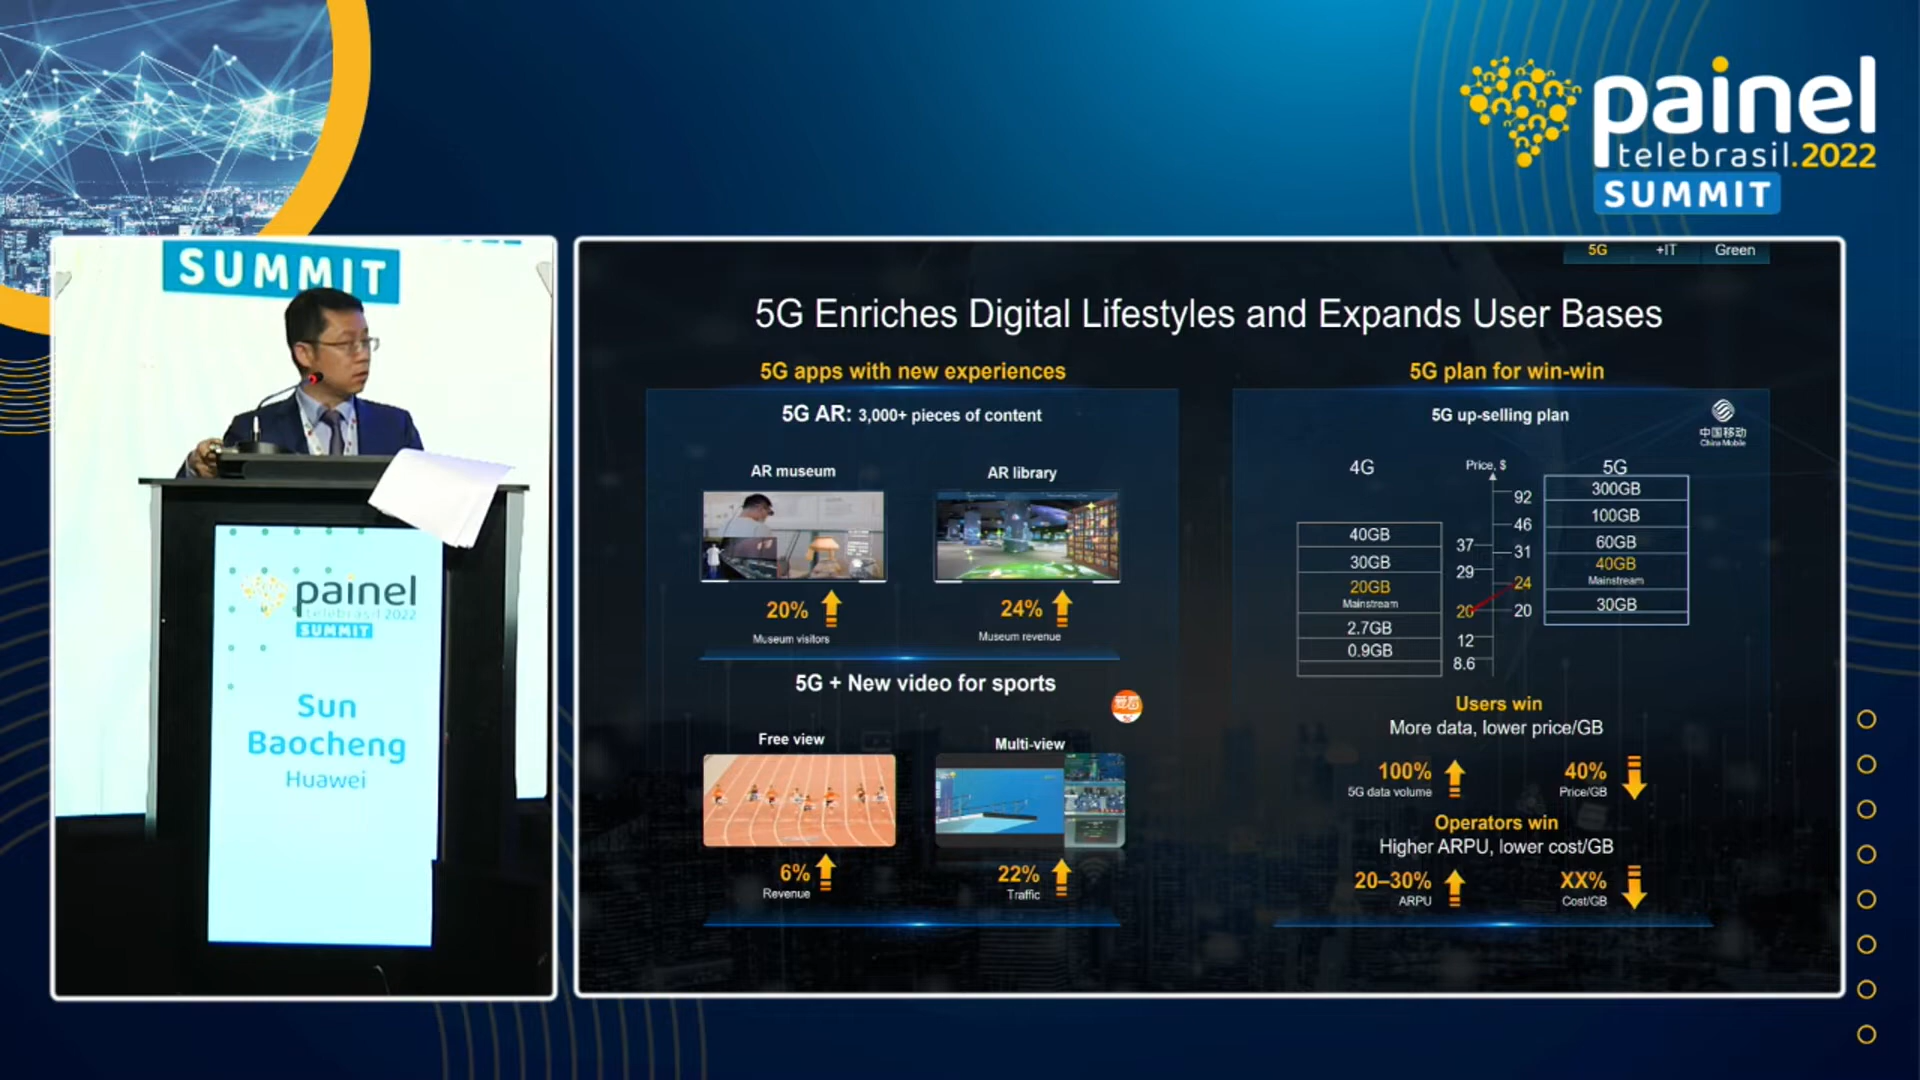 painel
telebrasil.2022
SUMMIT
SUMMIT
painel
telebrasil 2022
SUMMIT
Sun
Baocheng
Huawei
5G +IT Green
5G Enriches Digital Lifestyles and Expands User Bases
5G apps with new experiences
5G AR: 3,000+ pieces of content
AR museum AR library
20% 24%
Museum visitors Museum revenue
5G + New video for sports
Free view Multi-view
6% 22%
Revenue Traffic
5G plan for win-win
5G up-selling plan
中国移动
China Mobile
4G Price, $ 5G
40GB
30GB
20GB
Mainstream
2.7GB
0.9GB
37
29
20
12
8.6
92
46
31
24
20
300GB
100GB
60GB
40GB
Mainstream
30GB
Users win
More data, lower price/GB
100% 40%
5G data volume Price/GB
Operators win
Higher ARPU, lower cost/GB
20–30% XX%
ARPU Cost/GB